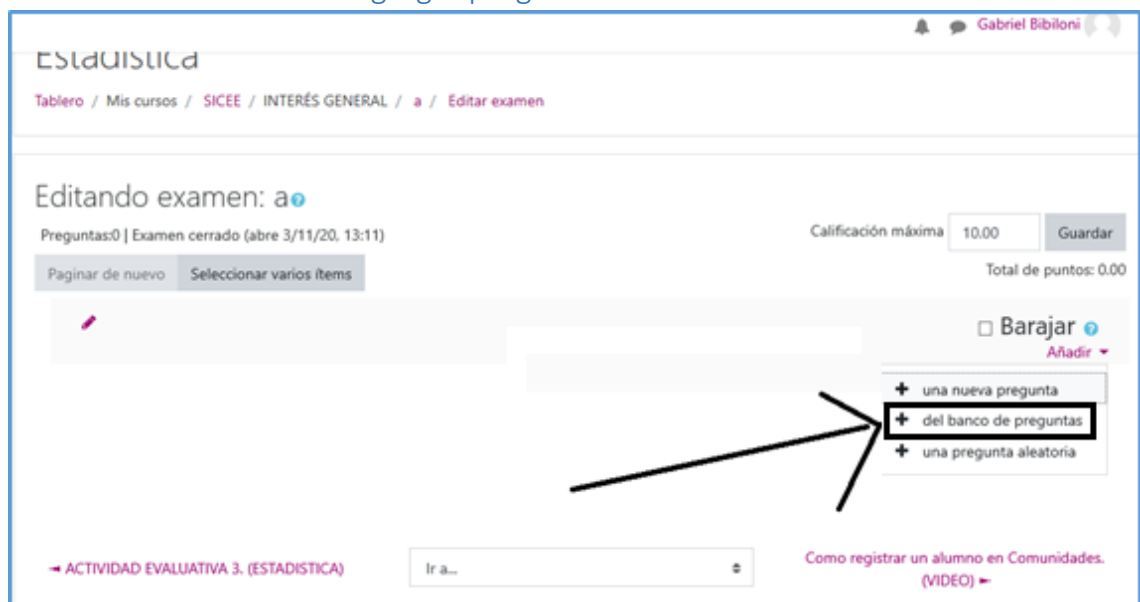 Gabriel Bibiloni
Estadistica
Tablero / Mis cursos / SICEE / INTERÉS GENERAL / a / Editar examen
Editando examen: a
Preguntas:0 | Examen cerrado (abre 3/11/20, 13:11)
Calificación máxima 10.00 Guardar
Paginar de nuevo Seleccionar varios ítems
Total de puntos: 0.00
Barajar
Añadir
una nueva pregunta
del banco de preguntas
una pregunta aleatoria
ACTIVIDAD EVALUATIVA 3. (ESTADISTICA)
Ir a...
Como registrar un alumno en Comunidades.
(VIDEO)